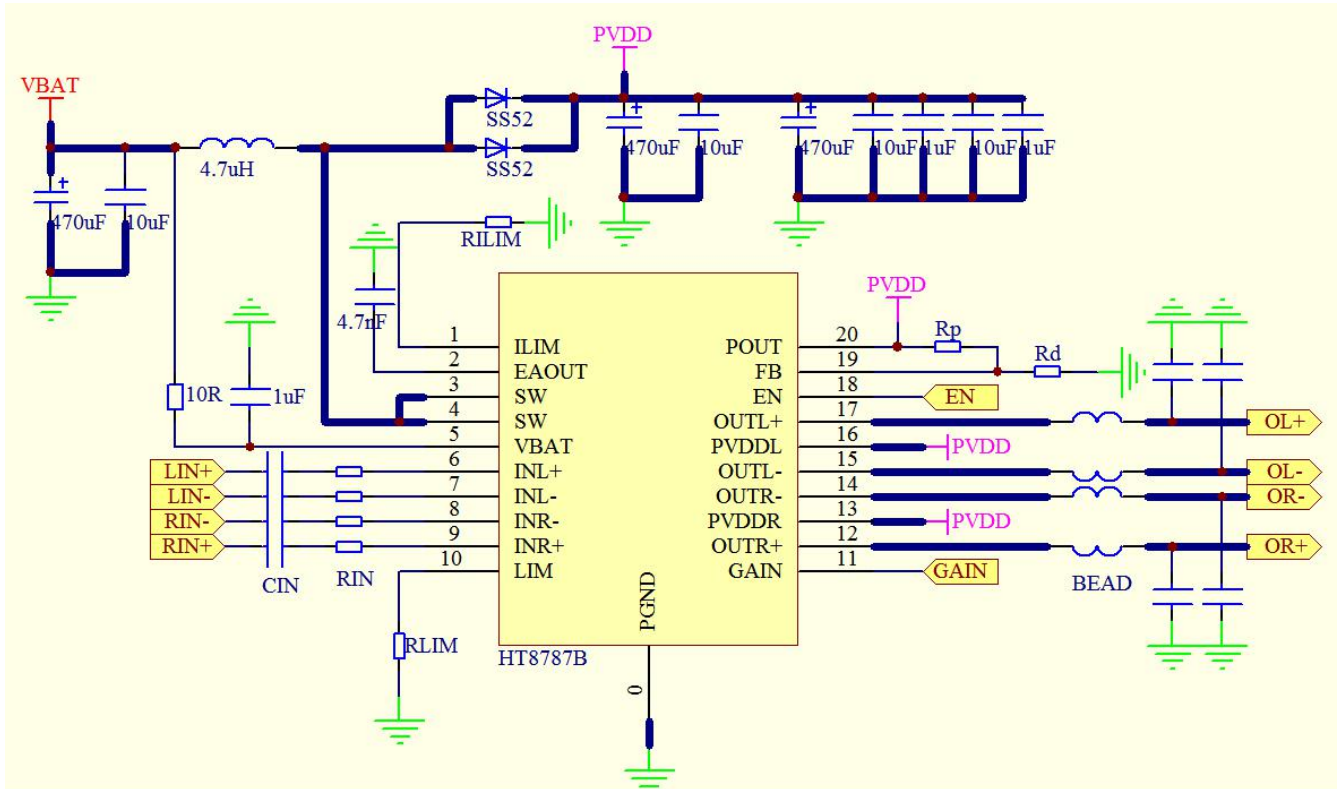 PVDD
VBAT
SS52
SS52
4.7uH
470uF 10uF
470uF 10uF
470uF 10uF 1uF 10uF 1uF
RILIM
4.7nF
10R
1uF
PVDD
Rp
Rd
1 ILIM
2 EAOUT
3 SW
4 SW
5 VBAT
6 INL+
7 INL-
8 INR-
9 INR+
10 LIM
POUT 20
FB 19
EN 18
OUTL+ 17
PVDDL 16
OUTL- 15
OUTR- 14
PVDDR 13
OUTR+ 12
GAIN 11
LIN+
LIN-
RIN-
RIN+
CIN
RIN
RLIM
EN
PVDD
PVDD
GAIN
OL+
OL-
OR-
OR+
BEAD
PGND
0
HT8787B